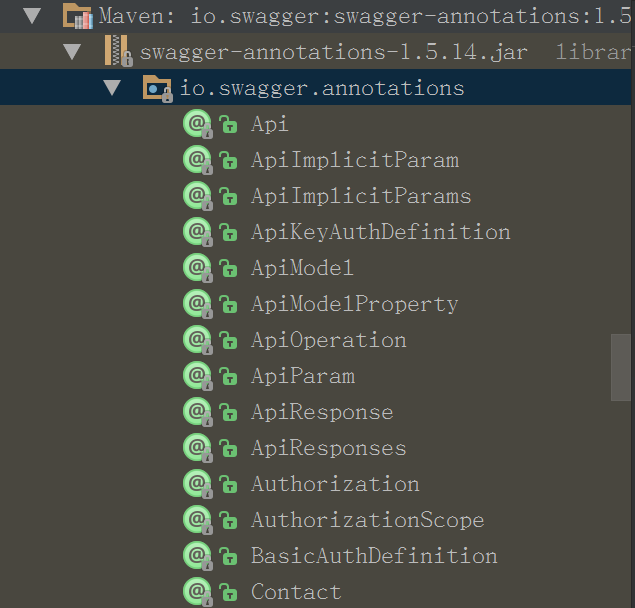 Maven: io.swagger:swagger-annotations:1.5
swagger-annotations-1.5.14.jar librar
io.swagger.annotations
Api
ApiImplicitParam
ApiImplicitParams
ApiKeyAuthDefinition
ApiModel
ApiModelProperty
ApiOperation
ApiParam
ApiResponse
ApiResponses
Authorization
AuthorizationScope
BasicAuthDefinition
Contact